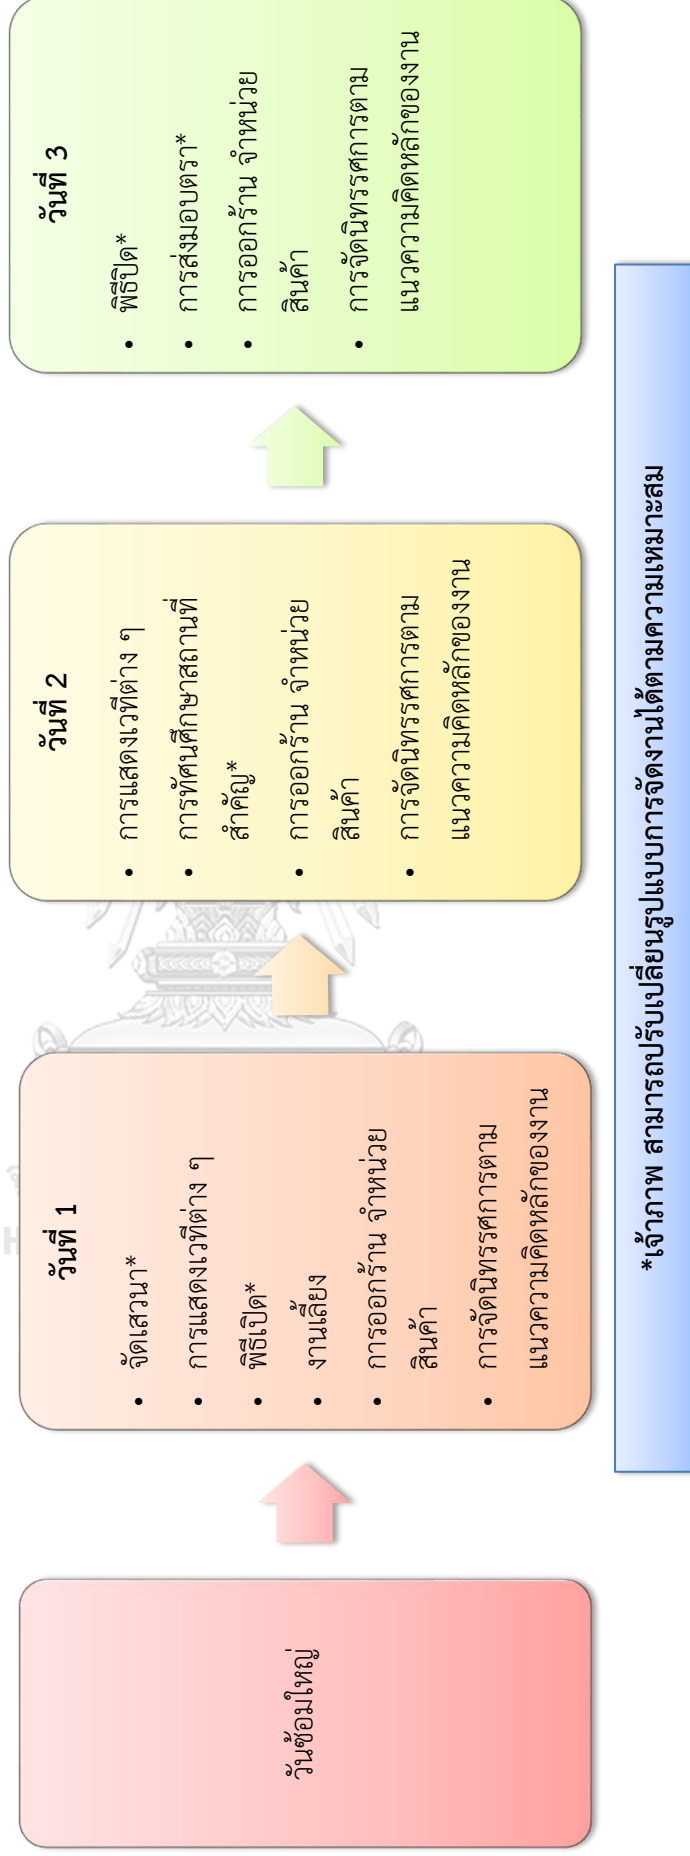 วันซ้อมใหญ่
วันที่ 1
• จัดเสวนา*
• การแสดงเวทีต่าง ๆ
• พิธีเปิด*
• งานเลี้ยง
• การออกร้าน จำหน่วย
สินค้า
• การจัดนิทรรศการตาม
แนวความคิดหลักของงาน
วันที่ 2
• การแสดงเวทีต่าง ๆ
• การทัศนศึกษาสถานที่
สำคัญ*
• การออกร้าน จำหน่วย
สินค้า
• การจัดนิทรรศการตาม
แนวความคิดหลักของงาน
วันที่ 3
• พิธีปิด*
• การส่งมอบตรา*
• การออกร้าน จำหน่วย
สินค้า
• การจัดนิทรรศการตาม
แนวความคิดหลักของงาน
*เจ้าภาพ สามารถปรับเปลี่ยนรูปแบบการจัดงานได้ตามความเหมาะสม